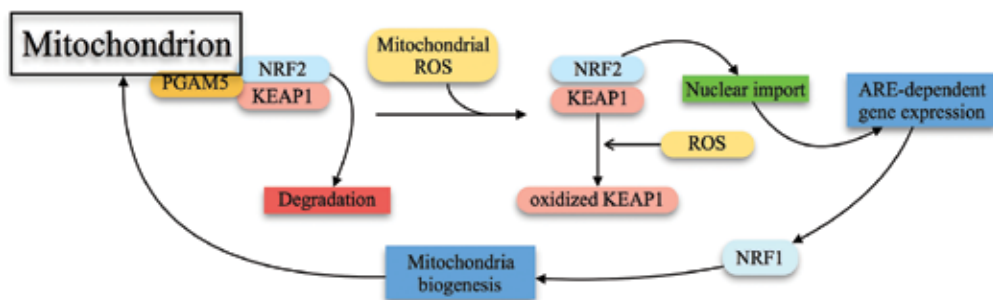 Mitochondrion
PGAM5
NRF2
KEAP1
Degradation
Mitochondrial
ROS
NRF2
KEAP1
ROS
oxidized KEAP1
Nuclear import
ARE-dependent
gene expression
NRF1
Mitochondria
biogenesis